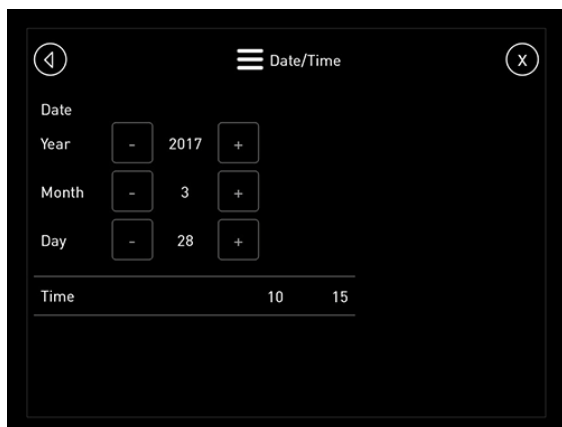 Date/Time X
Date
Year - 2017 +
Month - 3 +
Day - 28 +
Time 10 15